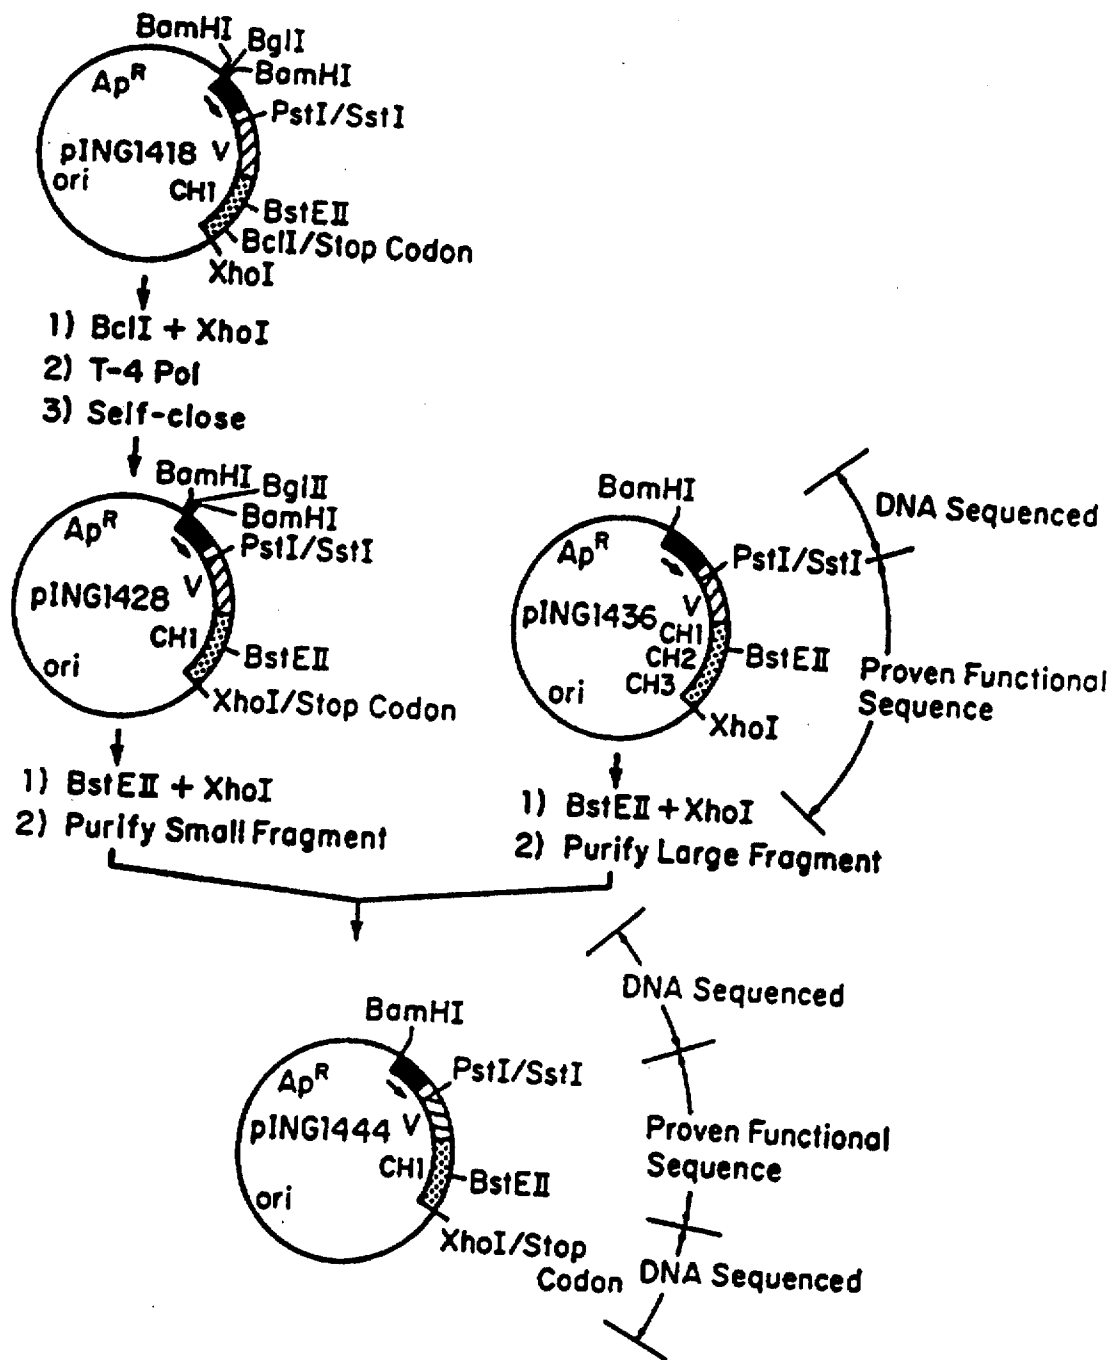 BamHI
BglI
BamHI
Ap^R
PstI/SstI
pING1418
V
ori
CH1
BstEII
BclI/Stop Codon
XhoI
1) BclI + XhoI
2) T-4 Pol
3) Self-close
BamHI
BglII
BamHI
Ap^R
PstI/SstI
pING1428
V
CH1
ori
BstEII
XhoI/Stop Codon
1) BstEII + XhoI
2) Purify Small Fragment
BamHI
Ap^R
PstI/SstI
V
pING1436
CH1
CH2
CH3
BstEII
ori
XhoI
DNA Sequenced
Proven Functional
Sequence
1) BstEII + XhoI
2) Purify Large Fragment
BamHI
Ap^R
PstI/SstI
pING1444
V
CH1
BstEII
ori
XhoI/Stop
Codon
DNA Sequenced
Proven Functional
Sequence
DNA Sequenced